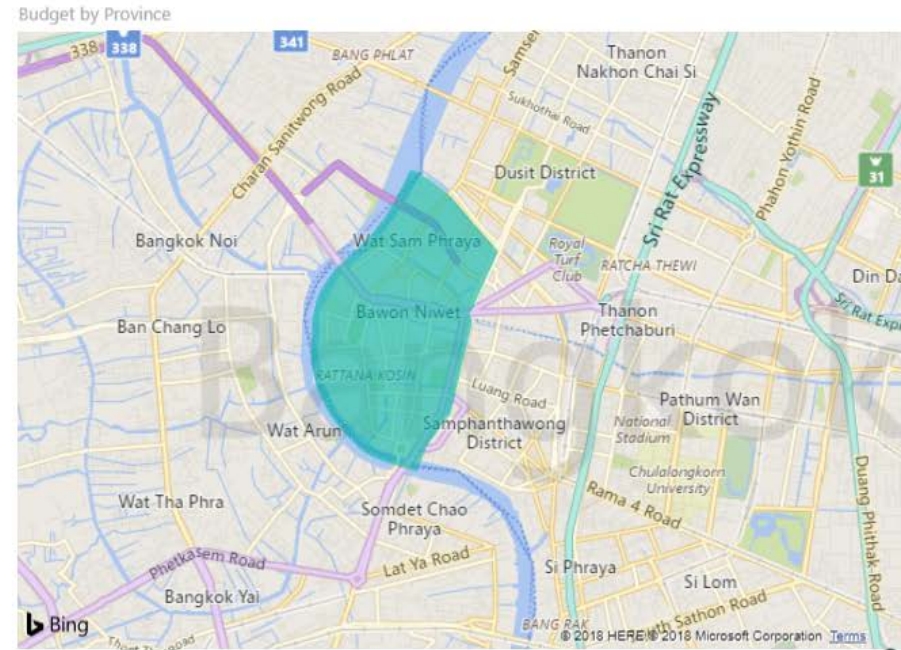 Budget by Province
338
338
341
BANG PHLAT
Thanon
Nakhon Chai Si
Charan Sanitwong Road
Sukhothai Road
Sri Rat Expressway
Phahon Yothin Road
31
Dusit District
Bangkok Noi
Wat Sam Phraya
Royal
Turf
Club
RATCHA THEWI
Din Da
Ban Chang Lo
Bawon Niwet
Thanon
Phetchaburi
Sri Rat Exp
Bangkok
RATTANA KOSIN
Luang Road
Pathum Wan
District
Wat Arun
Samphanthawong
District
National
Stadium
Chulalongkorn
University
Wat Tha Phra
Somdet Chao
Phraya
Rama 4 Road
Duang Phithak Road
Phetkasem Road
Lat Ya Road
Si Phraya
Si Lom
Bangkok Yai
Bing
BANG RAK
Sathon Road
© 2018 HERE © 2018 Microsoft Corporation Terms